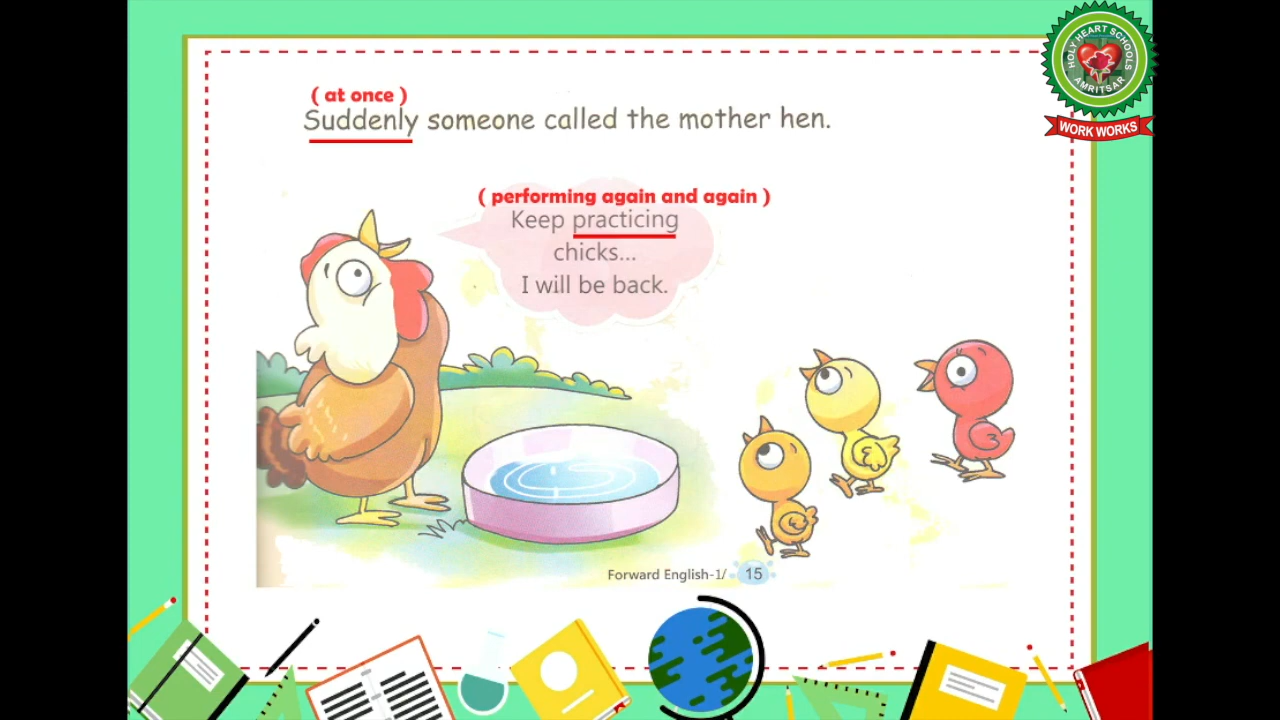 HOLY HEART SCHOOLS
AMRITSAR
WORK WORKS
( at once )
Suddenly someone called the mother hen.
( performing again and again )
Keep practicing
chicks...
I will be back.
Forward English-1/ 15